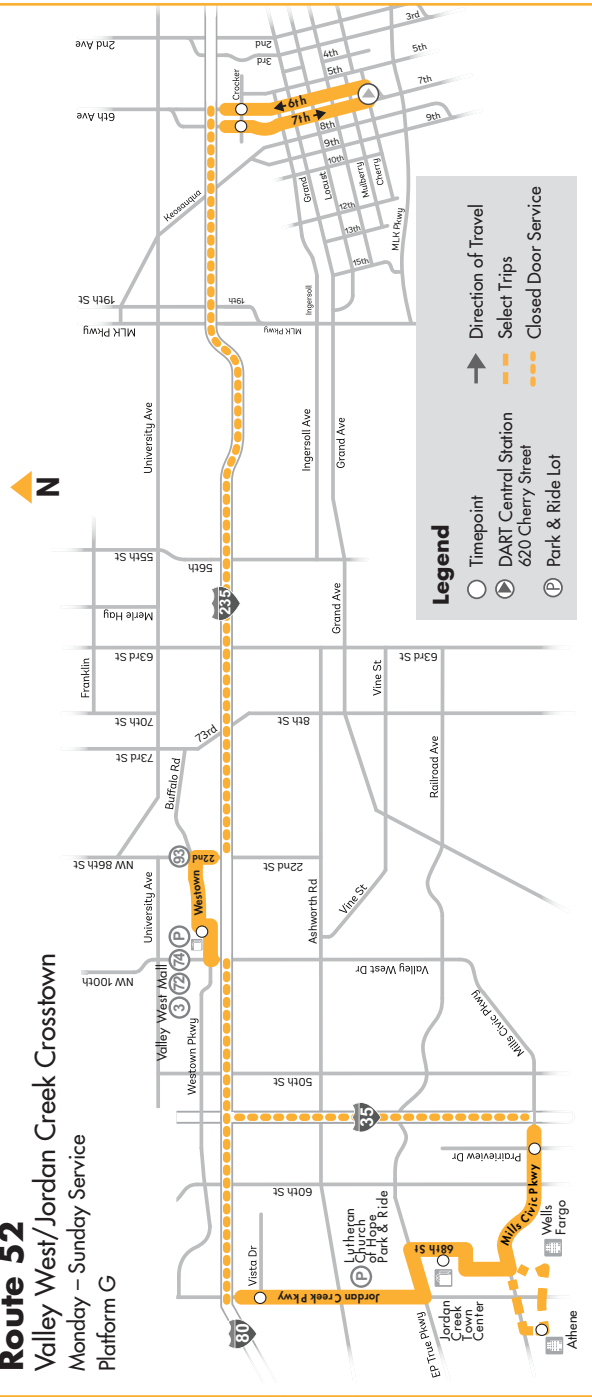 Route 52
Valley West/Jordan Creek Crosstown
Monday – Sunday Service
Platform G
N
2nd Ave
6th Ave
19th St
MLK Pkwy
55th St
Merle Hay
63rd St
70th St
73rd St
NW 86th St
NW 100th
2nd
3rd
3rd
4th
5th
5th
7th
8th
9th
9th
10th
12th
13th
15th
Crocker
6th
7th
Keosauqua
Grand
Locust
Mulberry
Cherry
MLK Pkwy
19th
MLK Pkwy
Ingersoll
University Ave
Ingersoll Ave
Grand Ave
56th
235
Franklin
Grand Ave
Vine St
63rd St
73rd
8th St
Buffalo Rd
Railroad Ave
93
22nd
Westown
22nd St
University Ave
Ashworth Rd
Vine St
Valley West Mall
3
72
74
P
Westown Pkwy
Valley West Dr
Mills Civic Pkwy
50th St
35
Prairieview Dr
60th St
Mills Civic Pkwy
Wells
Fargo
P
Lutheran
Church
of Hope
Park & Ride
68th St
Vista Dr
Jordan Creek Pkwy
Jordan
Creek
Town
Center
EP True Pkwy
80
Athene
Legend
Timepoint
DART Central Station
620 Cherry Street
P
Park & Ride Lot
Direction of Travel
Select Trips
Closed Door Service